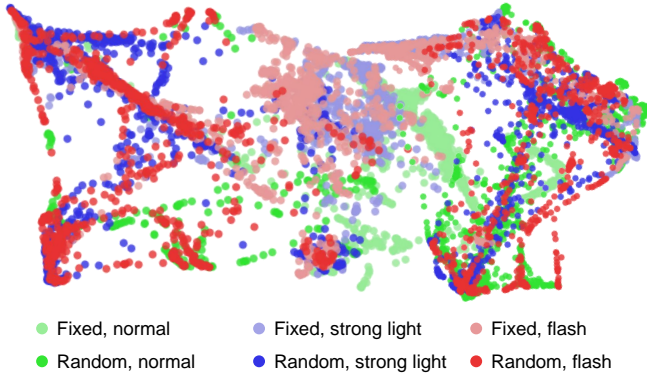 Fixed, normal Fixed, strong light Fixed, flash
Random, normal Random, strong light Random, flash